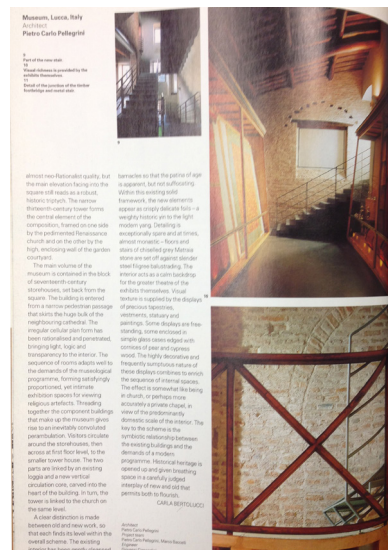 Museum, Lucca, Italy
Architect
Pietro Carlo Pellegrini
9
Part of the new stair.
10
Visual richness is provided by the
exhibits themselves.
11
Detail of the junction of the timber
footbridge and metal stair.
9
almost neo-Rationalist quality, but
the main elevation facing into the
square still reads as a robust,
historic triptych. The narrow
thirteenth-century tower forms
the central element of the
composition, framed on one side
by the pedimented Renaissance
church and on the other by the
high, enclosing wall of the garden
courtyard.
The main volume of the
museum is contained in the block
of seventeenth-century
storehouses, set back from the
square. The building is entered
from a narrow pedestrian passage
that skirts the huge bulk of the
neighbouring cathedral. The
irregular cellular plan form has
been rationalised and penetrated,
bringing light, logic and
transparency to the interior. The
sequence of rooms adapts well to
the demands of the museological
programme, forming satisfyingly
proportioned, yet intimate
exhibition spaces for viewing
religious artefacts. Threading
together the component buildings
that make up the museum gives
rise to an inevitably convoluted
perambulation. Visitors circulate
around the storehouses, then
across at first floor level, to the
smaller tower house. The two
parts are linked by an existing
loggia and a new vertical
circulation core, carved into the
heart of the building. In turn, the
tower is linked to the church on
the same level.
A clear distinction is made
between old and new work, so
that each finds its level within the
overall scheme. The existing
barnacles so that the patina of age
is apparent, but not suffocating.
Within this existing solid
framework, the new elements
appear as crisply delicate foils – a
weighty historic yin to the light
modern yang. Detailing is
exceptionally spare and at times,
almost monastic – floors and
stairs of chiselled grey Matraia
stone are set off against slender
steel filigree balustrading. The
interior acts as a calm backdrop
for the greater theatre of the
exhibits themselves. Visual
texture is supplied by the displays
of precious tapestries,
vestments, statuary and
paintings. Some displays are free-
standing, some enclosed in
simple glass cases edged with
cornices of pear and cypress
wood. The highly decorative and
frequently sumptuous nature of
these displays combines to enrich
the sequence of internal spaces.
The effect is somewhat like being
in church, or perhaps more
accurately a private chapel, in
view of the predominantly
domestic scale of the interior. The
key to the scheme is the
symbiotic relationship between
the existing buildings and the
demands of a modern
programme. Historical heritage is
opened up and given breathing
space in a carefully judged
interplay of new and old that
permits both to flourish.
CARLA BERTOLUCCI
10
Architect
Pietro Carlo Pellegrini
Project team
Pietro Carlo Pellegrini,
Engineer